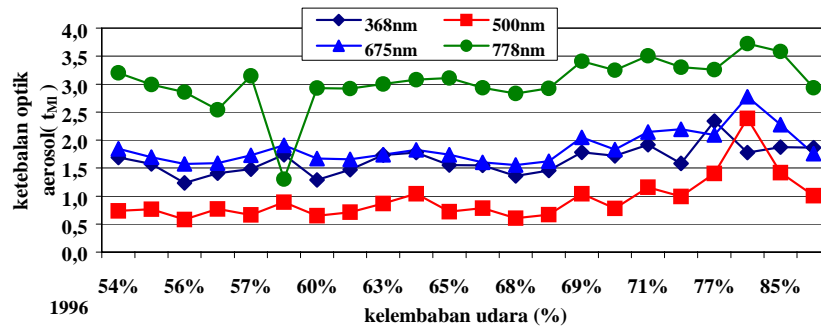 368nm 500nm
675nm 778nm
4,0
3,5
3,0
2,5
2,0
1,5
1,0
0,5
0,0
ketebalan optik
aerosol( tMI)
54% 56% 57% 60% 63% 65% 68% 69% 71% 77% 85%
1996
kelembaban udara (%)